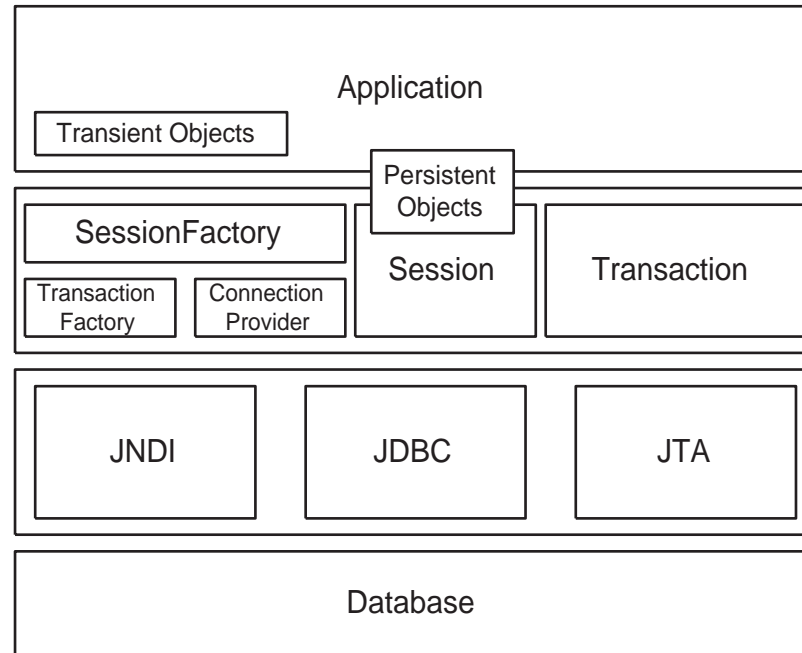 Application
Transient Objects
Persistent
Objects
SessionFactory
Session
Transaction
Transaction
Factory
Connection
Provider
JNDI
JDBC
JTA
Database